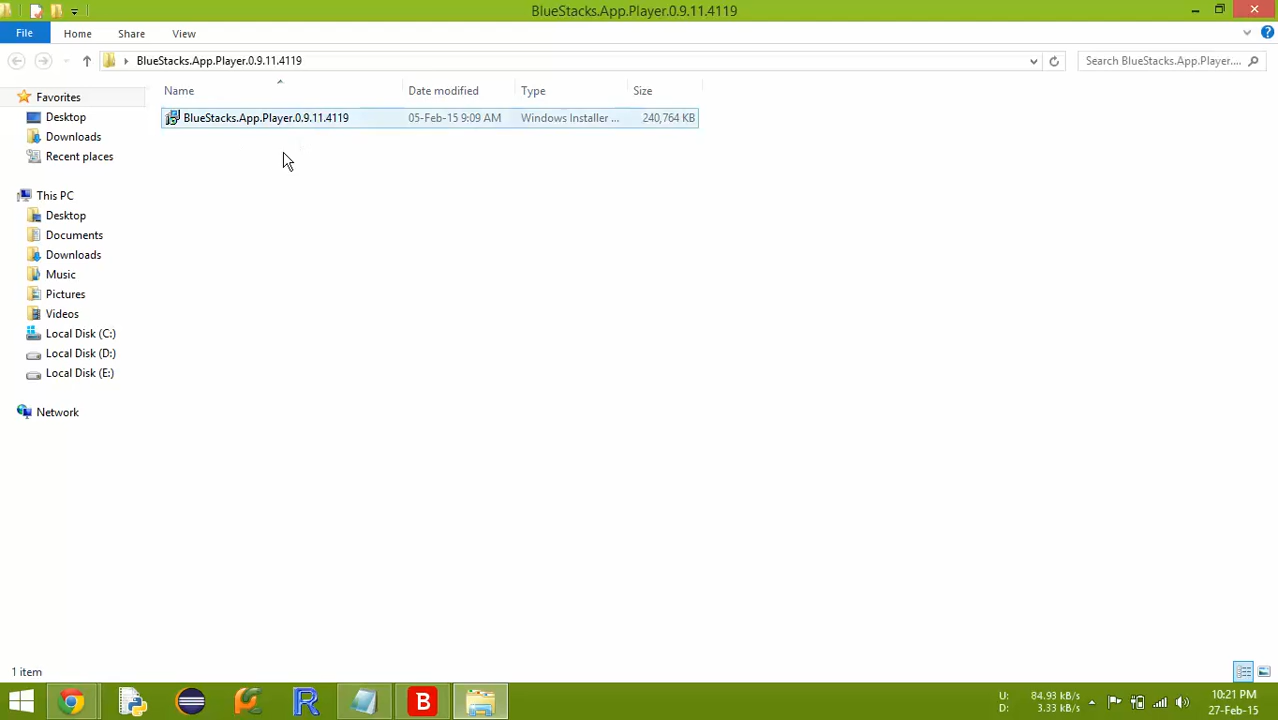 BlueStacks.App.Player.0.9.11.4119
File Home Share View
BlueStacks.App.Player.0.9.11.4119
Search BlueStacks.App.Player....
Name Date modified Type Size
BlueStacks.App.Player.0.9.11.4119 05-Feb-15 9:09 AM Windows Installer ... 240,764 KB
Favorites
Desktop
Downloads
Recent places
This PC
Desktop
Documents
Downloads
Music
Pictures
Videos
Local Disk (C:)
Local Disk (D:)
Local Disk (E:)
Network
1 item
U: 84.93 kB/s
D: 3.33 kB/s
10:21 PM
27-Feb-15